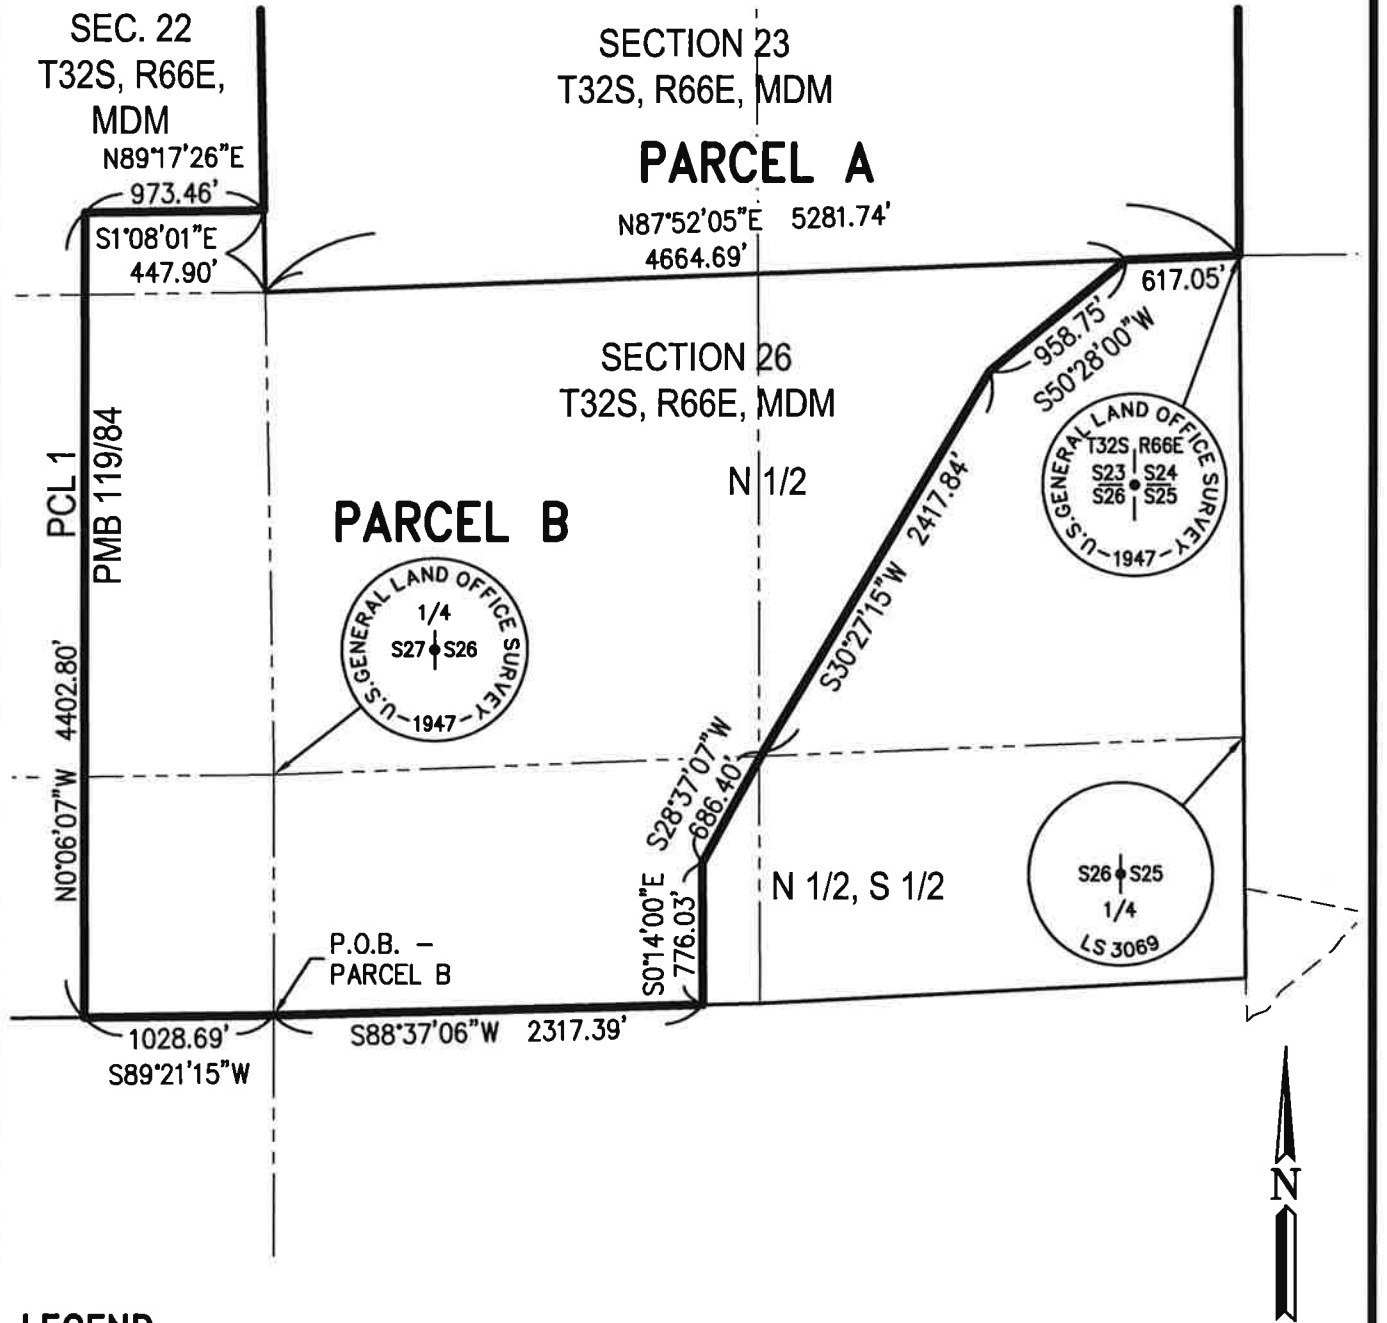 SEC. 22
T32S, R66E,
MDM
N89°17'26"E
973.46'
S1°08'01"E
447.90'
SECTION 23
T32S, R66E, MDM
PARCEL A
N87°52'05"E 5281.74'
4664.69'
617.05'
958.75'
S50°28'00"W
SECTION 26
T32S, R66E, MDM
N 1/2
PCL 1
PMB 119/84
PARCEL B
U.S. GENERAL LAND OFFICE SURVEY
T32S R66E
S23 S24
S26 S25
1947
S30°27'15"W 2417.84'
U.S. GENERAL LAND OFFICE SURVEY
1/4
S27 S26
1947
N0°06'07"W 4402.80'
S28°37'07"W
686.40'
N 1/2, S 1/2
S26 S25
1/4
LS 3069
S0°14'00"E
776.03'
P.O.B. –
PARCEL B
1028.69'
S89°21'15"W
S88°37'06"W 2317.39'
N
LEGEND